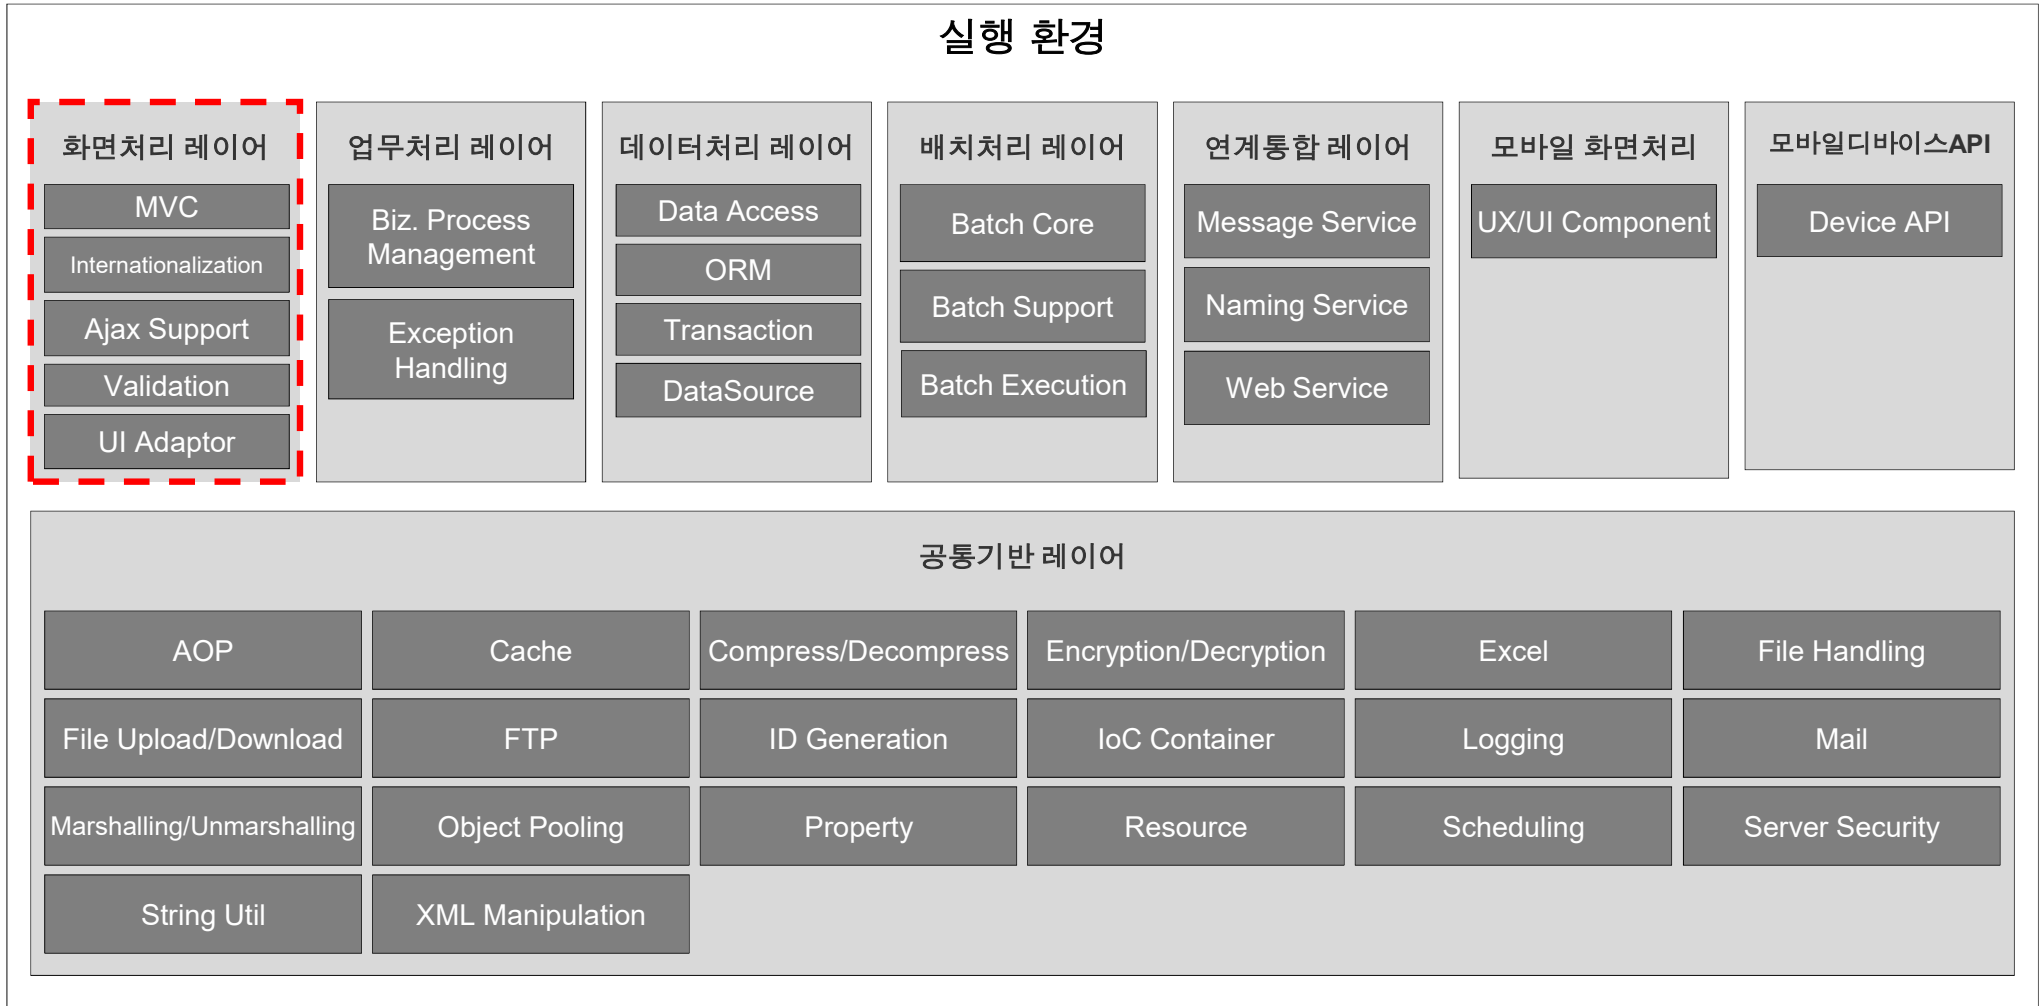 실행 환경
화면처리 레이어
MVC
Internationalization
Ajax Support
Validation
UI Adaptor
업무처리 레이어
Biz. Process
Management
Exception
Handling
데이터처리 레이어
Data Access
ORM
Transaction
DataSource
배치처리 레이어
Batch Core
Batch Support
Batch Execution
연계통합 레이어
Message Service
Naming Service
Web Service
모바일 화면처리
UX/UI Component
모바일디바이스API
Device API
공통기반 레이어
AOP
Cache
Compress/Decompress
Encryption/Decryption
Excel
File Handling
File Upload/Download
FTP
ID Generation
IoC Container
Logging
Mail
Marshalling/Unmarshalling
Object Pooling
Property
Resource
Scheduling
Server Security
String Util
XML Manipulation